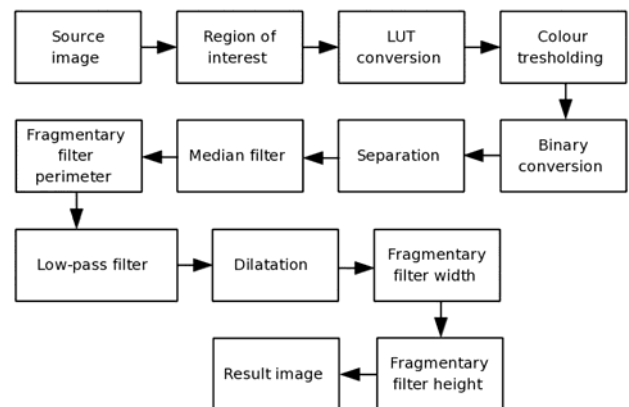 Source
image
Region of
interest
LUT
conversion
Colour
tresholding
Fragmentary
filter
perimeter
Median filter
Separation
Binary
conversion
Low-pass filter
Dilatation
Fragmentary
filter width
Result image
Fragmentary
filter height